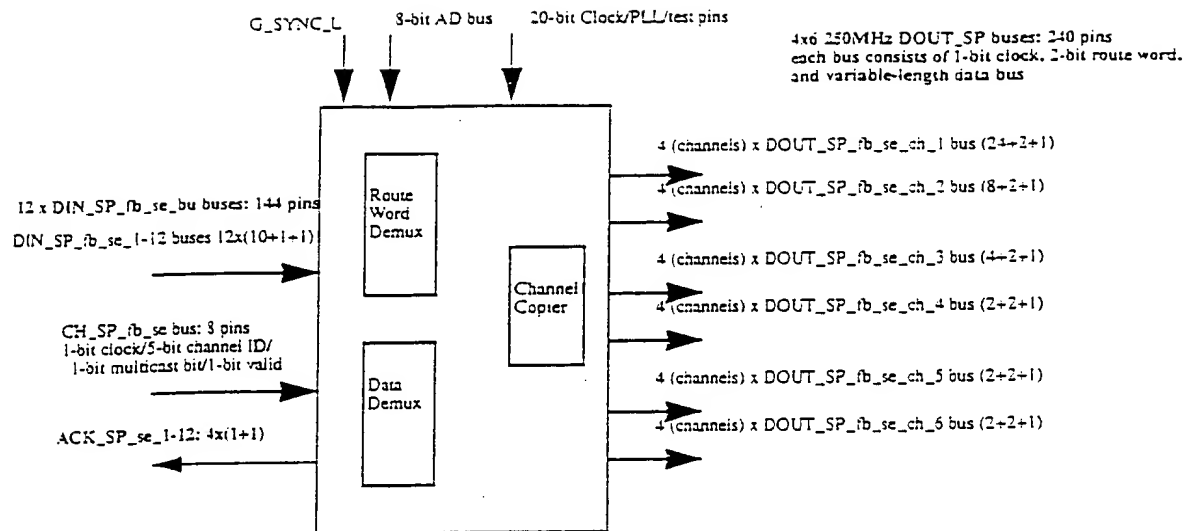 G_SYNC_L
8-bit AD bus
20-bit Clock/PLL/test pins
4x6 250MHz DOUT_SP buses: 240 pins
each bus consists of 1-bit clock, 2-bit route word,
and variable-length data bus
12 x DIN_SP_fb_se_bu buses: 144 pins
DIN_SP_fb_se_1-12 buses 12x(10+1+1)
CH_SP_fb_se bus: 8 pins
1-bit clock/5-bit channel ID/
1-bit multicast bit/1-bit valid
ACK_SP_se_1-12: 4x(1+1)
Route
Word
Demux
Data
Demux
Channel
Copier
4 (channels) x DOUT_SP_fb_se_ch_1 bus (24+2+1)
4 (channels) x DOUT_SP_fb_se_ch_2 bus (8+2+1)
4 (channels) x DOUT_SP_fb_se_ch_3 bus (4+2+1)
4 (channels) x DOUT_SP_fb_se_ch_4 bus (2+2+1)
4 (channels) x DOUT_SP_fb_se_ch_5 bus (2+2+1)
4 (channels) x DOUT_SP_fb_se_ch_6 bus (2+2+1)